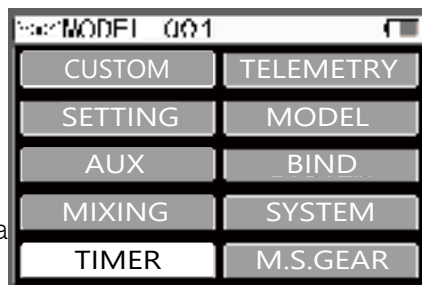 MODEL 001
CUSTOM TELEMETRY
SETTING MODEL
AUX BIND
MIXING SYSTEM
a
TIMER M.S.GEAR